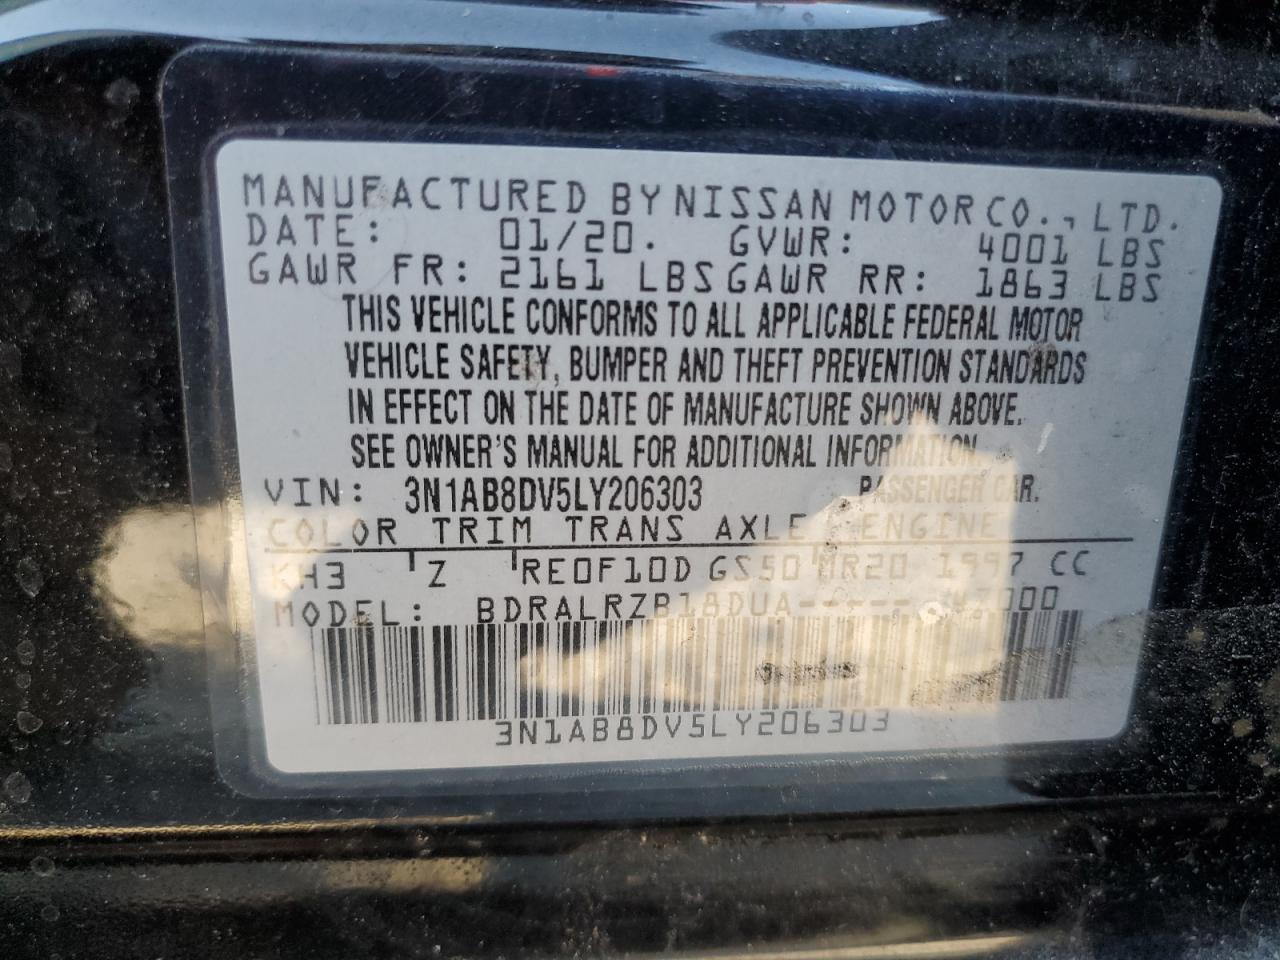 MANUFACTURED BY NISSAN MOTOR CO., LTD.
DATE: 01/20. GVWR: 4001 LBS
GAWR FR: 2161 LBS GAWR RR: 1863 LBS
THIS VEHICLE CONFORMS TO ALL APPLICABLE FEDERAL MOTOR
VEHICLE SAFETY, BUMPER AND THEFT PREVENTION STANDARDS
IN EFFECT ON THE DATE OF MANUFACTURE SHOWN ABOVE.
SEE OWNER'S MANUAL FOR ADDITIONAL INFORMATION.
VIN: 3N1AB8DV5LY206303 PASSENGER CAR.
COLOR TRIM TRANS AXLE ENGINE
KH3 Z RE0F10D GS50 MR20 1997 CC
MODEL: BDRALRZB18DUA-----
3N1AB8DV5LY206303